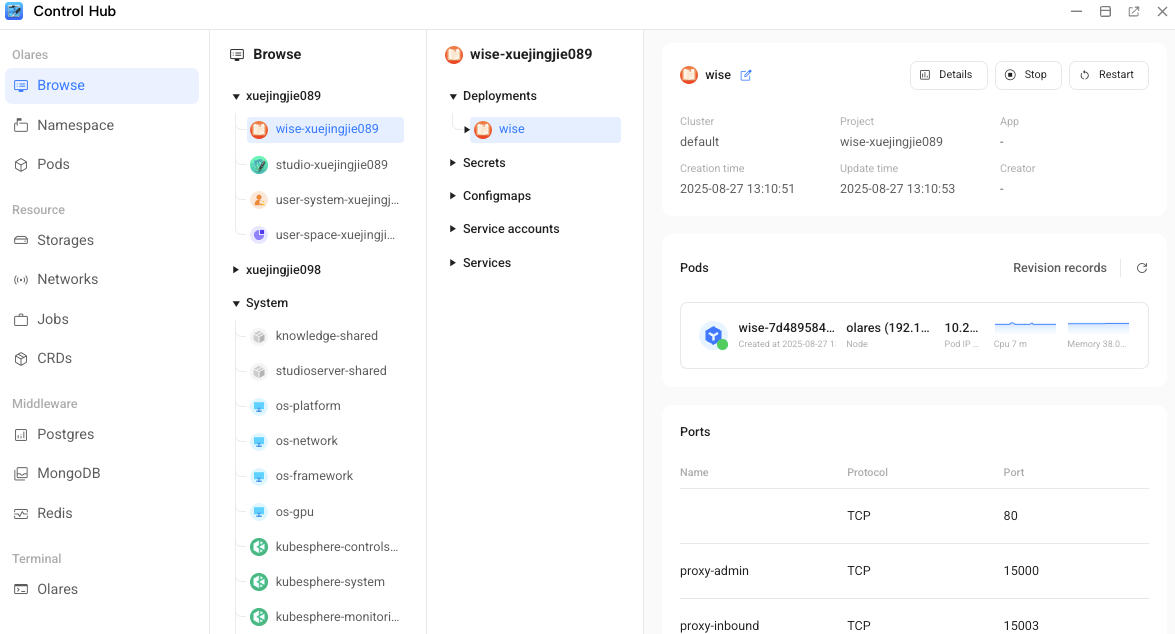 Control Hub
Olares
Browse
Namespace
Pods
Resource
Storages
Networks
Jobs
CRDs
Middleware
Postgres
MongoDB
Redis
Terminal
Olares
Browse
xuejingjie089
wise-xuejingjie089
studio-xuejingjie089
user-system-xuejingj...
user-space-xuejingji...
xuejingjie098
System
knowledge-shared
studioserver-shared
os-platform
os-network
os-framework
os-gpu
kubesphere-controls...
kubesphere-system
kubesphere-monitori...
wise-xuejingjie089
Deployments
wise
Secrets
Configmaps
Service accounts
Services
wise
Details Stop Restart
Cluster Project App
default wise-xuejingjie089 -
Creation time Update time Creator
2025-08-27 13:10:51 2025-08-27 13:10:53 -
Pods Revision records
wise-7d489584... olares (192.1... 10.2...
Created at 2025-08-27 1 Node Pod IP ... Cpu 7 m Memory 38.0...
Ports
Name Protocol Port
TCP 80
proxy-admin TCP 15000
proxy-inbound TCP 15003